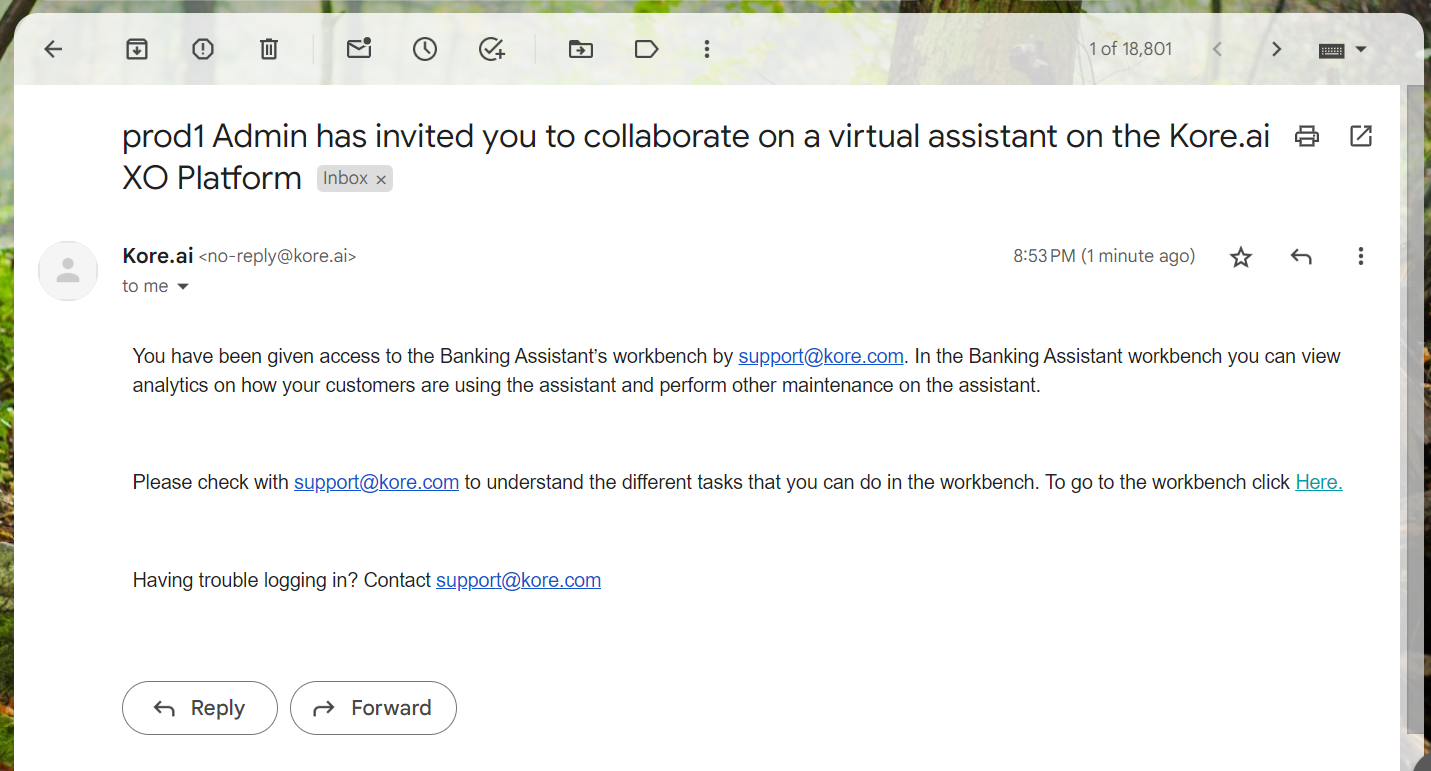 1 of 18,801
prod1 Admin has invited you to collaborate on a virtual assistant on the Kore.ai
XO Platform Inbox ×
Kore.ai <no-reply@kore.ai> 8:53 PM (1 minute ago)
to me
You have been given access to the Banking Assistant's workbench by support@kore.com. In the Banking Assistant workbench you can view
analytics on how your customers are using the assistant and perform other maintenance on the assistant.
Please check with support@kore.com to understand the different tasks that you can do in the workbench. To go to the workbench click Here.
Having trouble logging in? Contact support@kore.com
Reply Forward